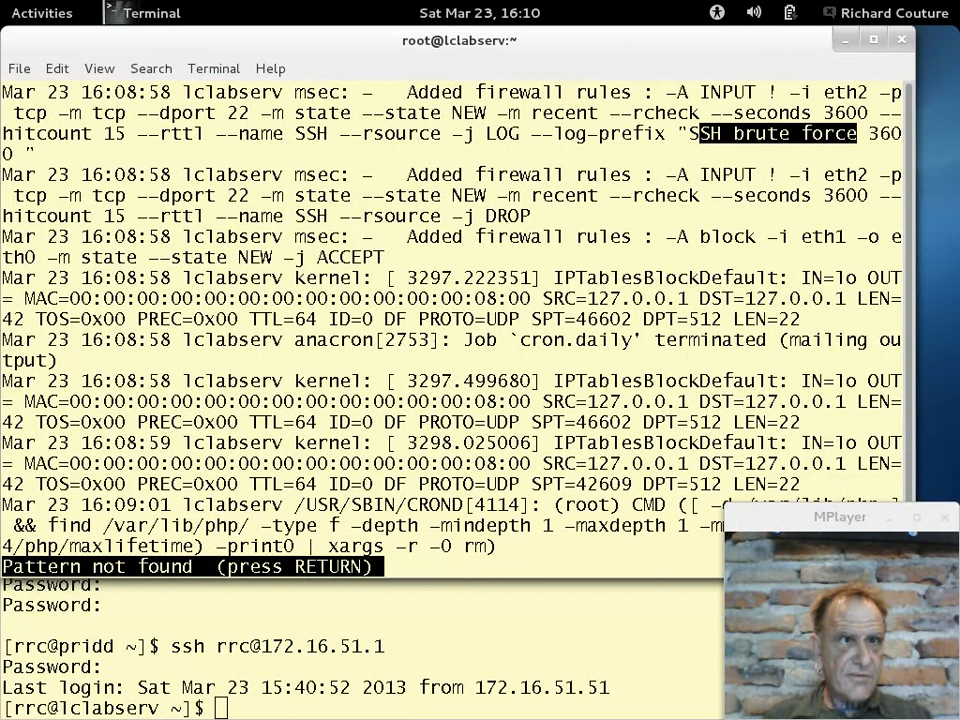 Activities Terminal Sat Mar 23, 16:10 Richard Couture
root@lclabserv:~
File Edit View Search Terminal Help
Mar 23 16:08:58 lclabserv msec: -   Added firewall rules : -A INPUT ! -i eth2 -p
 tcp -m tcp --dport 22 -m state --state NEW -m recent --rcheck --seconds 3600 --
hitcount 15 --rttl --name SSH --rsource -j LOG --log-prefix "SSH brute force 360
0 "
Mar 23 16:08:58 lclabserv msec: -   Added firewall rules : -A INPUT ! -i eth2 -p
 tcp -m tcp --dport 22 -m state --state NEW -m recent --rcheck --seconds 3600 --
hitcount 15 --rttl --name SSH --rsource -j DROP
Mar 23 16:08:58 lclabserv msec: -   Added firewall rules : -A block -i eth1 -o e
th0 -m state --state NEW -j ACCEPT
Mar 23 16:08:58 lclabserv kernel: [ 3297.222351] IPTablesBlockDefault: IN=lo OUT
= MAC=00:00:00:00:00:00:00:00:00:00:00:00:08:00 SRC=127.0.0.1 DST=127.0.0.1 LEN=
42 TOS=0x00 PREC=0x00 TTL=64 ID=0 DF PROTO=UDP SPT=46602 DPT=512 LEN=22
Mar 23 16:08:58 lclabserv anacron[2753]: Job `cron.daily' terminated (mailing ou
tput)
Mar 23 16:08:58 lclabserv kernel: [ 3297.499680] IPTablesBlockDefault: IN=lo OUT
= MAC=00:00:00:00:00:00:00:00:00:00:00:00:08:00 SRC=127.0.0.1 DST=127.0.0.1 LEN=
42 TOS=0x00 PREC=0x00 TTL=64 ID=0 DF PROTO=UDP SPT=46602 DPT=512 LEN=22
Mar 23 16:08:59 lclabserv kernel: [ 3298.025006] IPTablesBlockDefault: IN=lo OUT
= MAC=00:00:00:00:00:00:00:00:00:00:00:00:08:00 SRC=127.0.0.1 DST=127.0.0.1 LEN=
42 TOS=0x00 PREC=0x00 TTL=64 ID=0 DF PROTO=UDP SPT=42609 DPT=512 LEN=22
Mar 23 16:09:01 lclabserv /USR/SBIN/CROND[4114]: (root) CMD ([
 && find /var/lib/php/ -type f -depth -mindepth 1 -maxdepth 1
4/php/maxlifetime) -print0 | xargs -r -0 rm)
Pattern not found  (press RETURN)
MPlayer
Password:
Password:
[rrc@pridd ~]$ ssh rrc@172.16.51.1
Password:
Last login: Sat Mar 23 15:40:52 2013 from 172.16.51.51
[rrc@lclabserv ~]$